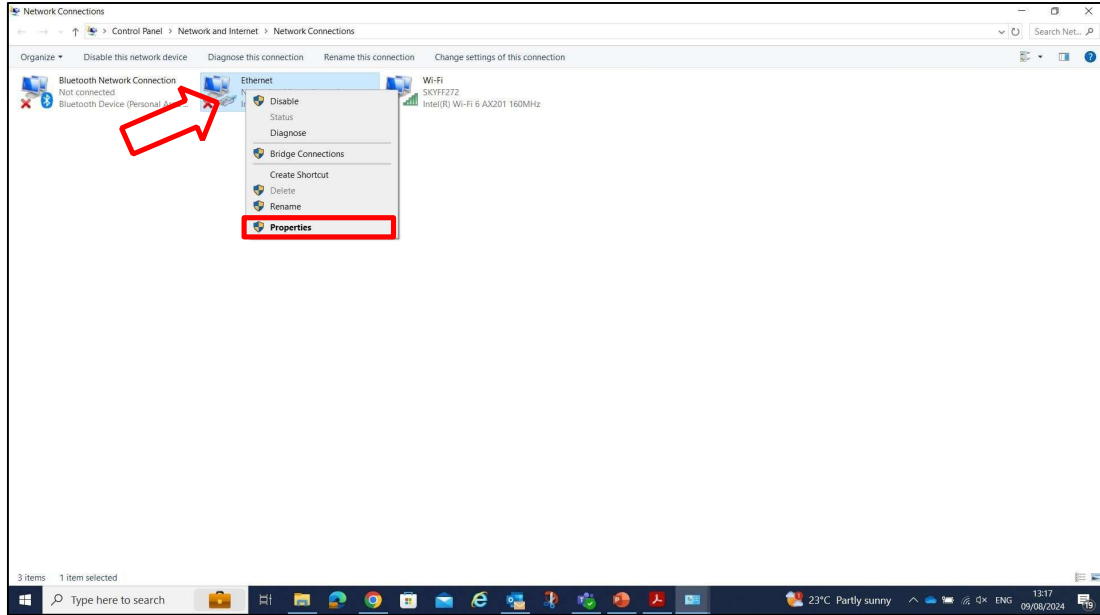 Network Connections
Control Panel > Network and Internet > Network Connections
Search Net...
Organize Disable this network device Diagnose this connection Rename this connection Change settings of this connection
Bluetooth Network Connection
Not connected
Bluetooth Device (Personal
Ethernet
Wi-Fi
SKYFF272
Intel(R) Wi-Fi 6 AX201 160MHz
Disable
Status
Diagnose
Bridge Connections
Create Shortcut
Delete
Rename
Properties
3 items 1 item selected
Type here to search
23°C Partly sunny
ENG
13:17
09/08/2024
19